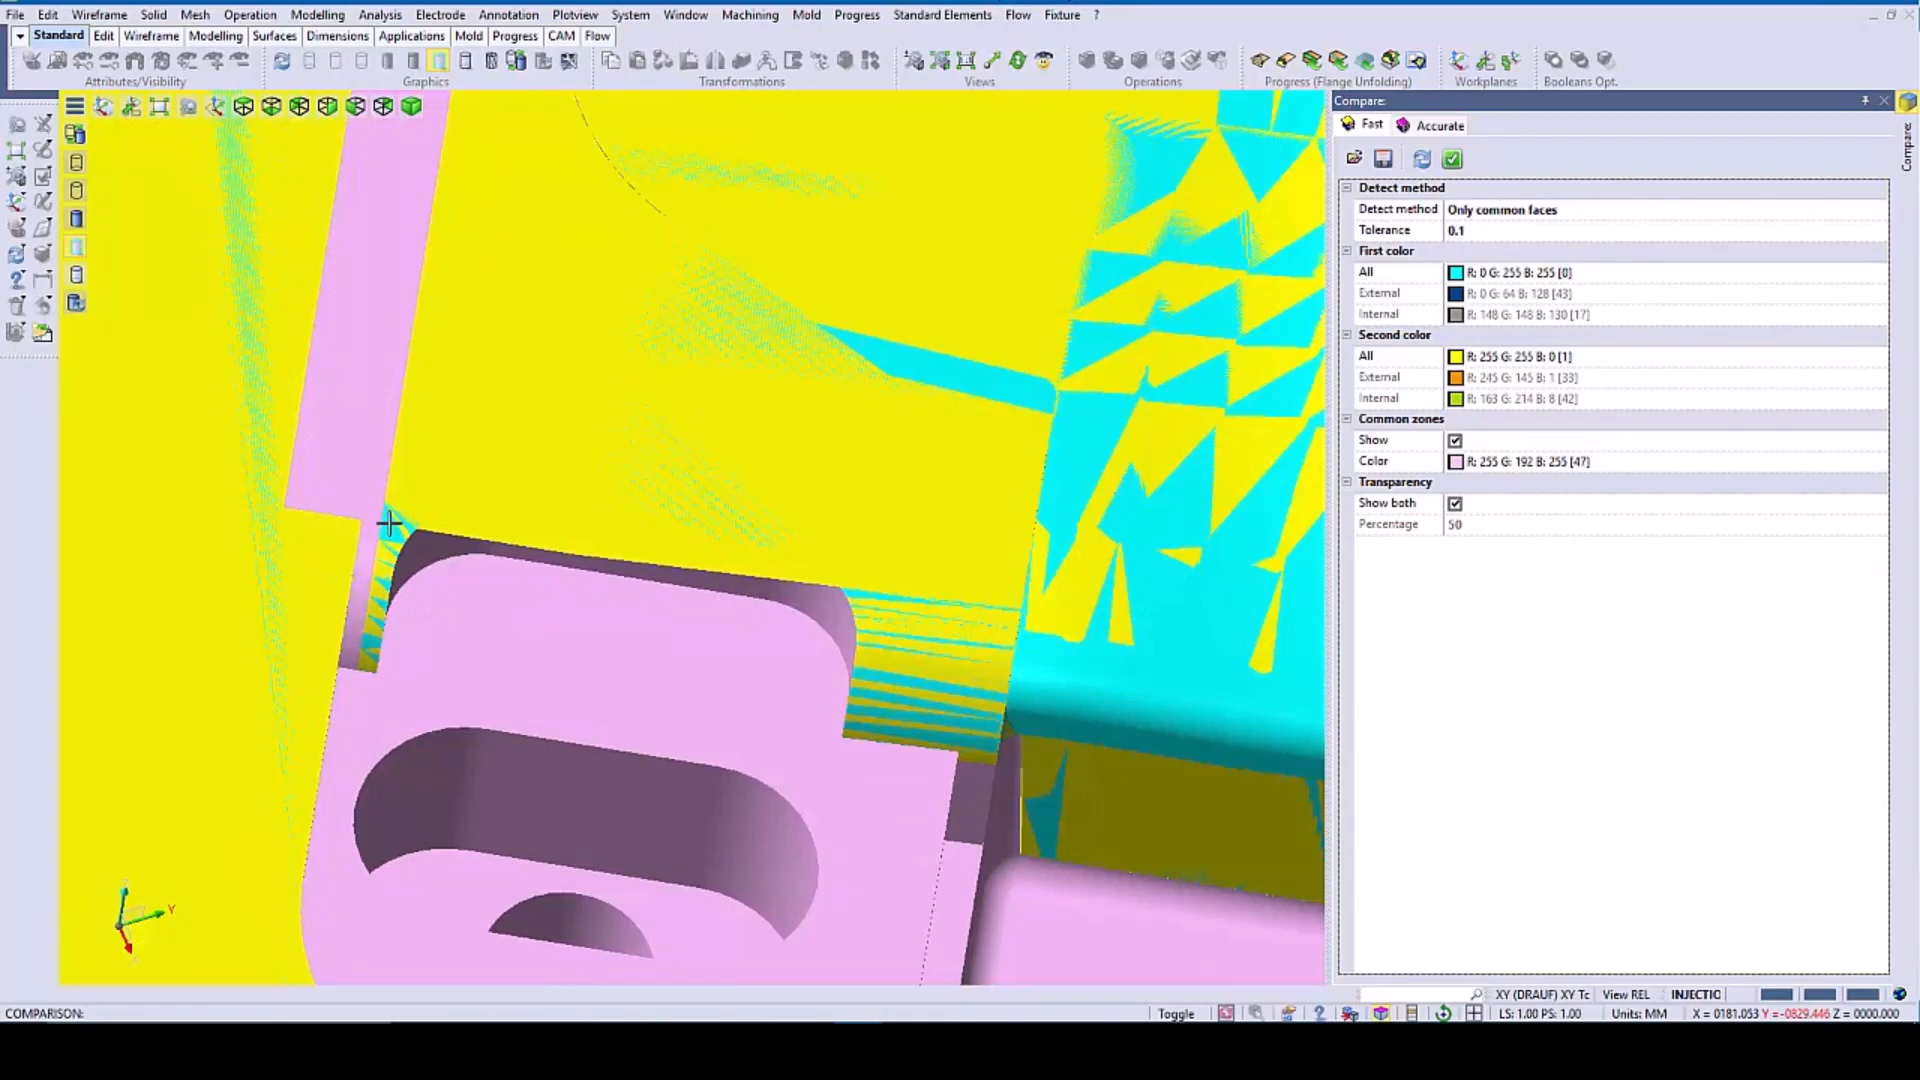 File Edit Wireframe Solid Mesh Operation Modelling Analysis Electrode Annotation Plotview System Window Machining Mold Progress Standard Elements Flow Fixture ?
Standard Edit Wireframe Modelling Surfaces Dimensions Applications Mold Progress CAM Flow
Attributes/Visibility Graphics Transformations Views Operations Progress (Flange Unfolding) Workplanes Booleans Opt.
Compare:
Fast Accurate
Compare:
Detect method
Detect method Only common faces
Tolerance 0.1
First color
All R: 0 G: 255 B: 255 [0]
External R: 0 G: 64 B: 128 [43]
Internal R: 148 G: 148 B: 130 [17]
Second color
All R: 255 G: 255 B: 0 [1]
External R: 245 G: 145 B: 1 [33]
Internal R: 163 G: 214 B: 8 [42]
Common zones
Show
Color R: 255 G: 192 B: 255 [47]
Transparency
Show both
Percentage 50
Y
XY (DRAUF) XY Tc View REL INJECTIO
COMPARISON: Toggle LS: 1.00 PS: 1.00 Units: MM X = 0181.053 Y =-0829.446 Z = 0000.000